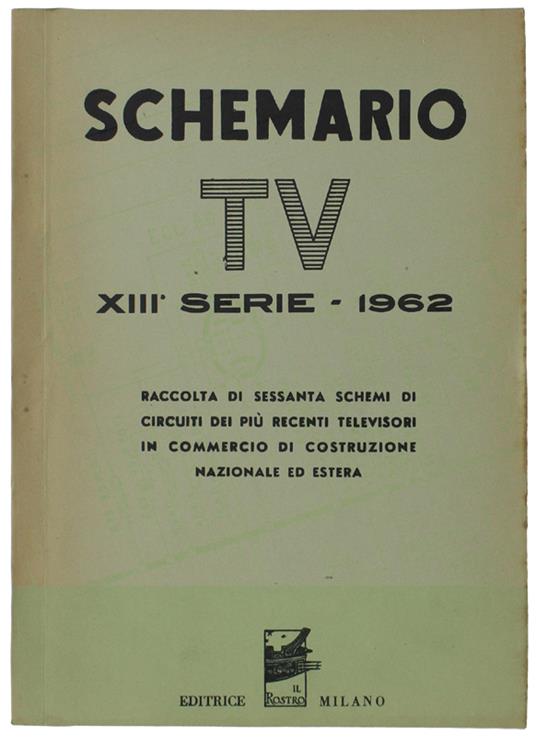 SCHEMARIO
TV
XIIIª SERIE - 1962
RACCOLTA DI SESSANTA SCHEMI DI
CIRCUITI DEI PIÙ RECENTI TELEVISORI
IN COMMERCIO DI COSTRUZIONE
NAZIONALE ED ESTERA
EDITRICE IL ROSTRO MILANO